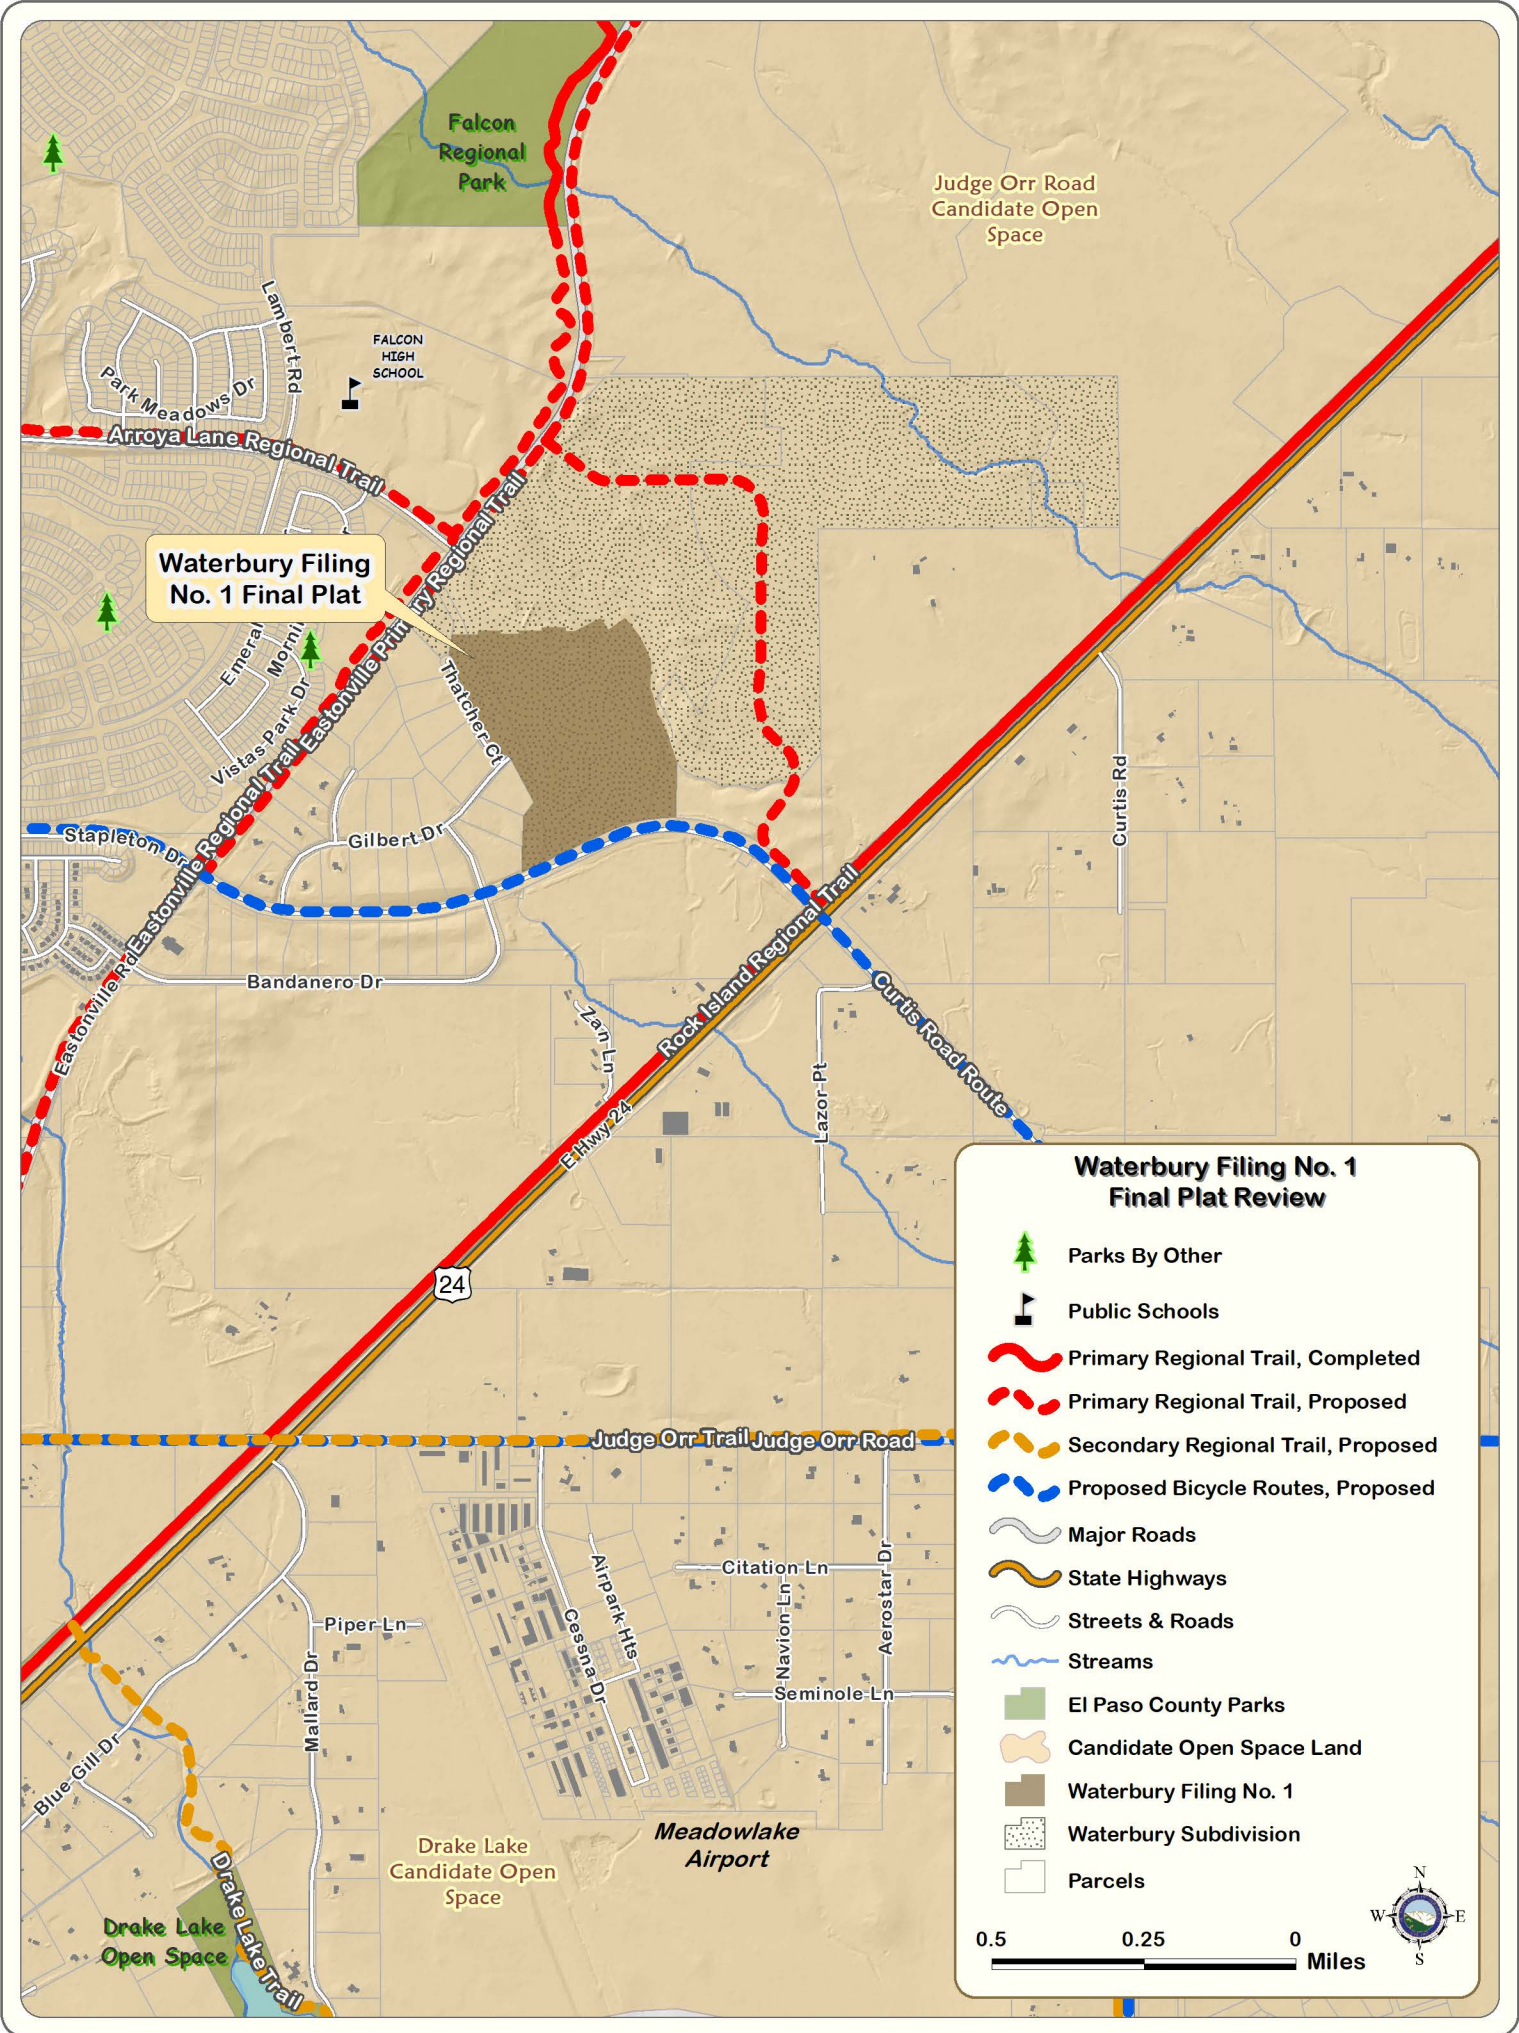 Falcon
Regional
Park
Judge Orr Road
Candidate Open
Space
Lambert Rd
FALCON
HIGH
SCHOOL
Park Meadows Dr
Arroya Lane Regional Trail
Waterbury Filing
No. 1 Final Plat
Eastonville Primary Regional Trail
Thatcher Ct
Vistas Park Dr
Eastonville Regional Trail
Stapleton Dr
Gilbert Dr
Curtis Rd
Eastonville Rd
Bandanero Dr
Rock Island Regional Trail
Zan Ln
Curtis Road Route
Lazor Pt
E Hwy 24
24
Judge Orr Trail
Judge Orr Road
Citation Ln
Airpark Hts
Cessna Dr
Navion Ln
Aerostar Dr
Piper Ln
Mallard Dr
Seminole Ln
Blue Gill Dr
Meadowlake
Airport
Drake Lake
Candidate Open
Space
Drake Lake
Open Space
Drake Lake Trail
Waterbury Filing No. 1
Final Plat Review
Parks By Other
Public Schools
Primary Regional Trail, Completed
Primary Regional Trail, Proposed
Secondary Regional Trail, Proposed
Proposed Bicycle Routes, Proposed
Major Roads
State Highways
Streets & Roads
Streams
El Paso County Parks
Candidate Open Space Land
Waterbury Filing No. 1
Waterbury Subdivision
Parcels
N
W
E
S
0.5
0.25
0
Miles